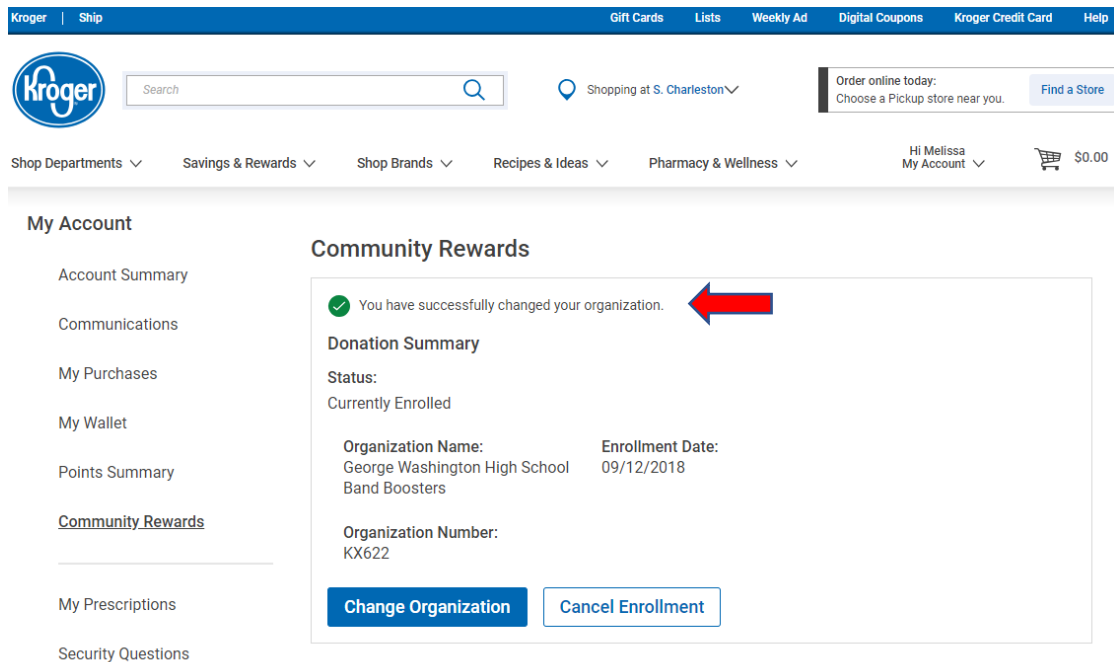 Kroger | Ship Gift Cards Lists Weekly Ad Digital Coupons Kroger Credit Card Help
Kroger
Search
Shopping at S. Charleston
Order online today:
Choose a Pickup store near you.
Find a Store
Shop Departments Savings & Rewards Shop Brands Recipes & Ideas Pharmacy & Wellness
Hi Melissa
My Account
$0.00
My Account
Account Summary
Communications
My Purchases
My Wallet
Points Summary
Community Rewards
My Prescriptions
Security Questions
Community Rewards
You have successfully changed your organization.
Donation Summary
Status:
Currently Enrolled
Organization Name:
George Washington High School
Band Boosters
Enrollment Date:
09/12/2018
Organization Number:
KX622
Change Organization
Cancel Enrollment